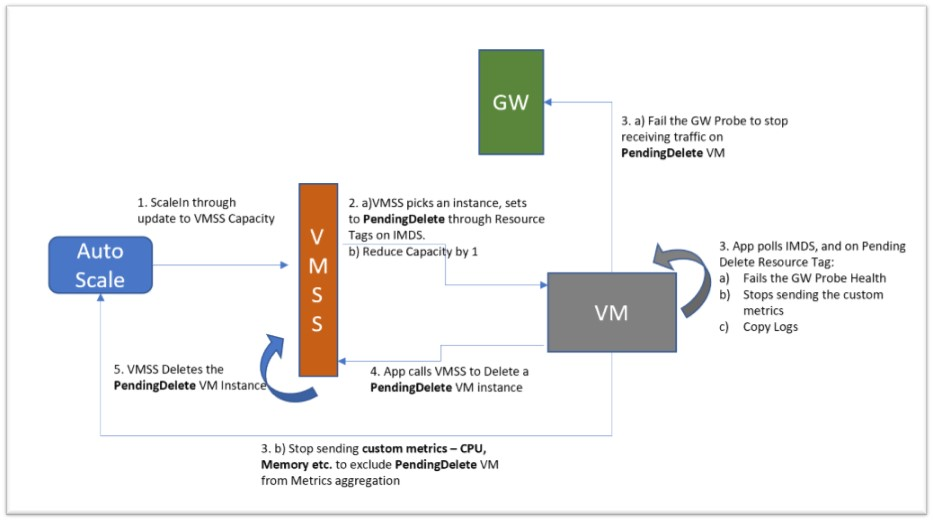 GW
3. a) Fail the GW Probe to stop
receiving traffic on
PendingDelete VM
1. ScaleIn through
update to VMSS Capacity
2. a)VMSS picks an instance, sets
to PendingDelete through Resource
Tags on IMDS.
b) Reduce Capacity by 1
Auto
Scale
V
M
S
S
3. App polls IMDS, and on Pending
Delete Resource Tag:
a) Fails the GW Probe Health
b) Stops sending the custom
metrics
c) Copy Logs
VM
5. VMSS Deletes the
PendingDelete VM Instance
4. App calls VMSS to Delete a
PendingDelete VM instance
3. b) Stop sending custom metrics – CPU,
Memory etc. to exclude PendingDelete VM
from Metrics aggregation